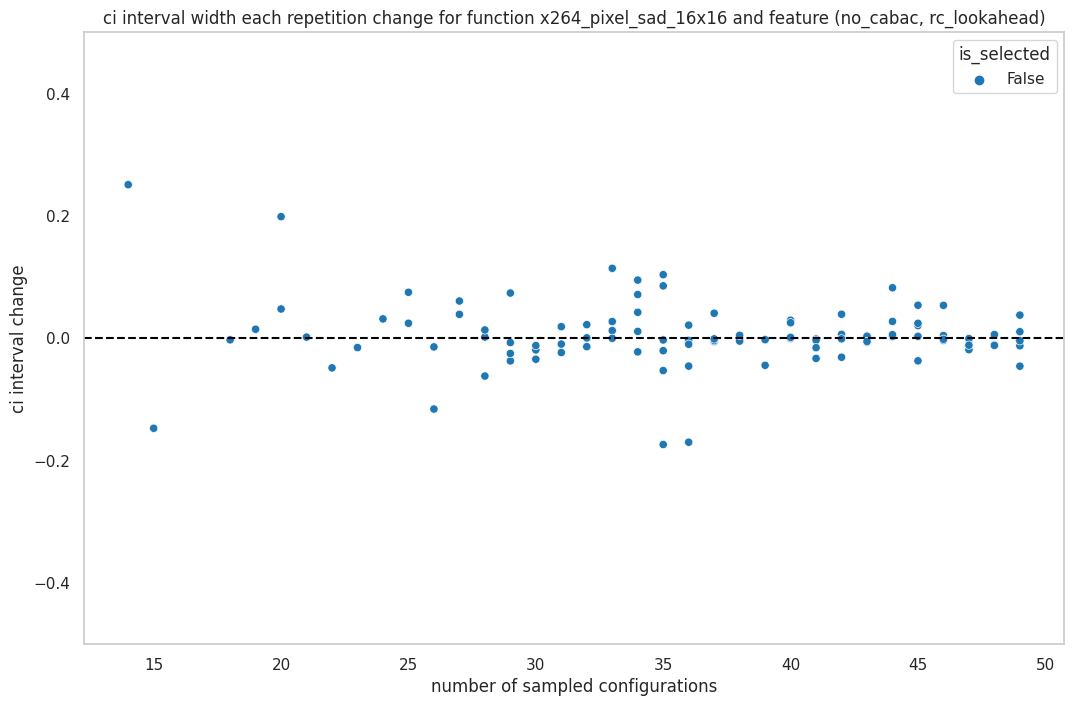 ci interval width each repetition change for function x264_pixel_sad_16x16 and feature (no_cabac, rc_lookahead)
is_selected
False
ci interval change
0.4
0.2
0.0
−0.2
−0.4
15 20 25 30 35 40 45 50
number of sampled configurations